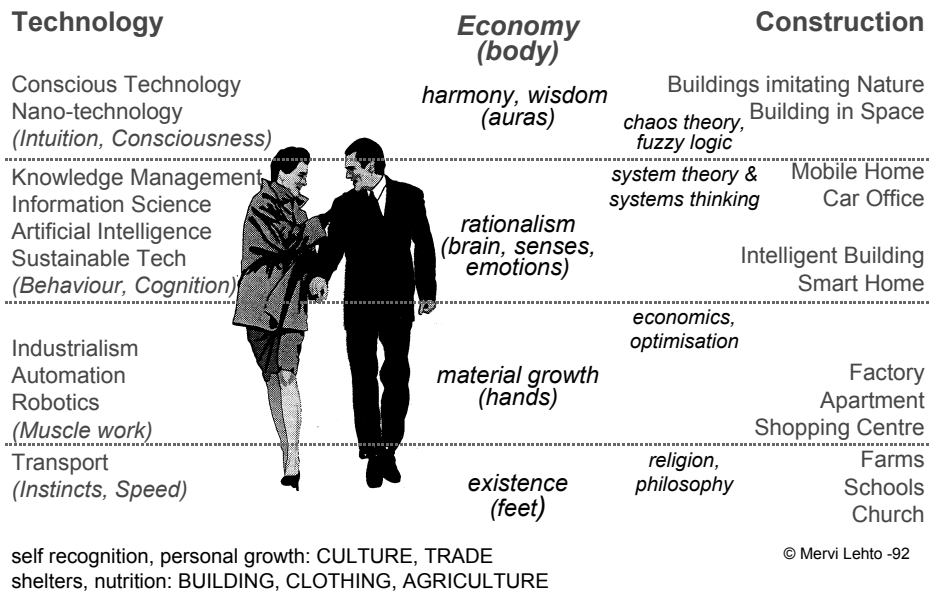 Technology
Economy
(body)
Construction
Conscious Technology
Nano-technology
(Intuition, Consciousness)
harmony, wisdom
(auras)
chaos theory,
fuzzy logic
Buildings imitating Nature
Building in Space
Knowledge Management
Information Science
Artificial Intelligence
Sustainable Tech
(Behaviour, Cognition)
rationalism
(brain, senses,
emotions)
system theory &
systems thinking
Mobile Home
Car Office
Intelligent Building
Smart Home
Industrialism
Automation
Robotics
(Muscle work)
material growth
(hands)
economics,
optimisation
Factory
Apartment
Shopping Centre
Transport
(Instincts, Speed)
existence
(feet)
religion,
philosophy
Farms
Schools
Church
self recognition, personal growth: CULTURE, TRADE
shelters, nutrition: BUILDING, CLOTHING, AGRICULTURE
© Mervi Lehto -92